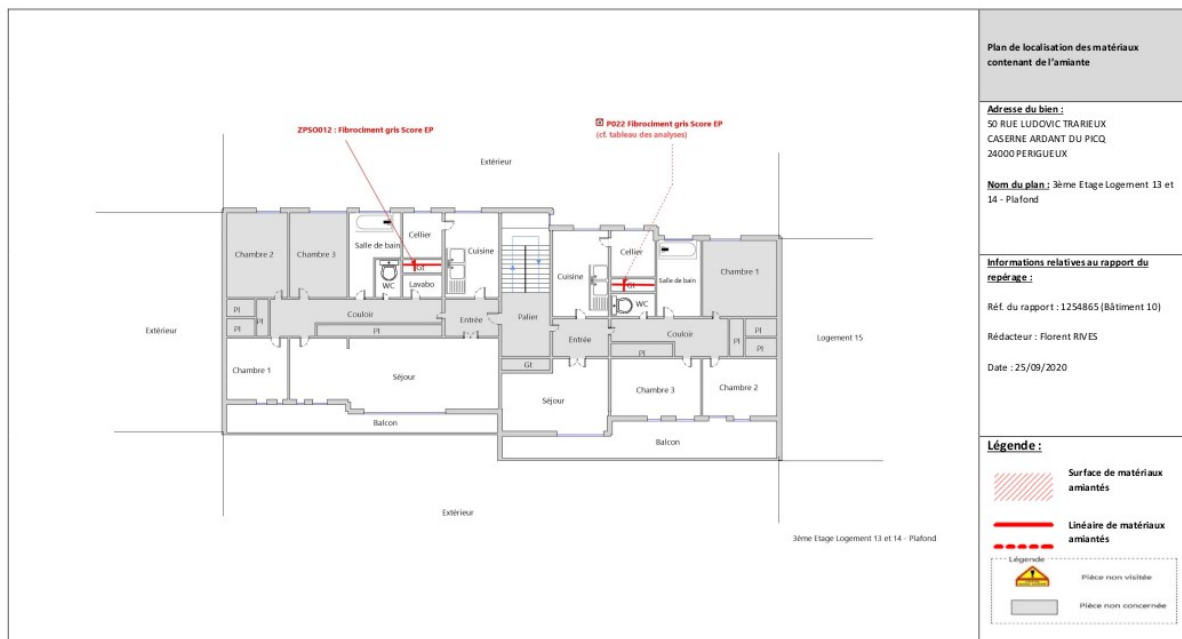 Plan de localisation des matériaux
contenant de l'amiante
Adresse du bien :
50 RUE LUDOVIC TRARIEUX
CASERNE ARDANT DU PICQ
24000 PERIGUEUX
Nom du plan : 3ème Etage Logement 13 et
14 - Plafond
Informations relatives au rapport du
repérage :
Réf. du rapport : 1254865 (Bâtiment 10)
Rédacteur : Florent RIVES
Date : 25/09/2020
Légende :
Surface de matériaux
amiantés
Linéaire de matériaux
amiantés
Légende
Pièce non visitée
Pièce non concernée
ZPSO012 : Fibrociment gris Score EP
P022 Fibrociment gris Score EP
(cf. tableau des analyses)
Extérieur
Chambre 2
Chambre 3
Salle de bain
WC
Cellier
Gt
Lavabo
Cuisine
Cuisine
Cellier
Gt
WC
Salle de bain
Chambre 1
Pl
Pl
Pl
Couloir
Pl
Entrée
Palier
Entrée
Couloir
Pl
Pl
Pl
Pl
Extérieur
Logement 15
Chambre 1
Séjour
Gt
Séjour
Chambre 3
Chambre 2
Balcon
Balcon
Extérieur
3ème Etage Logement 13 et 14 - Plafond